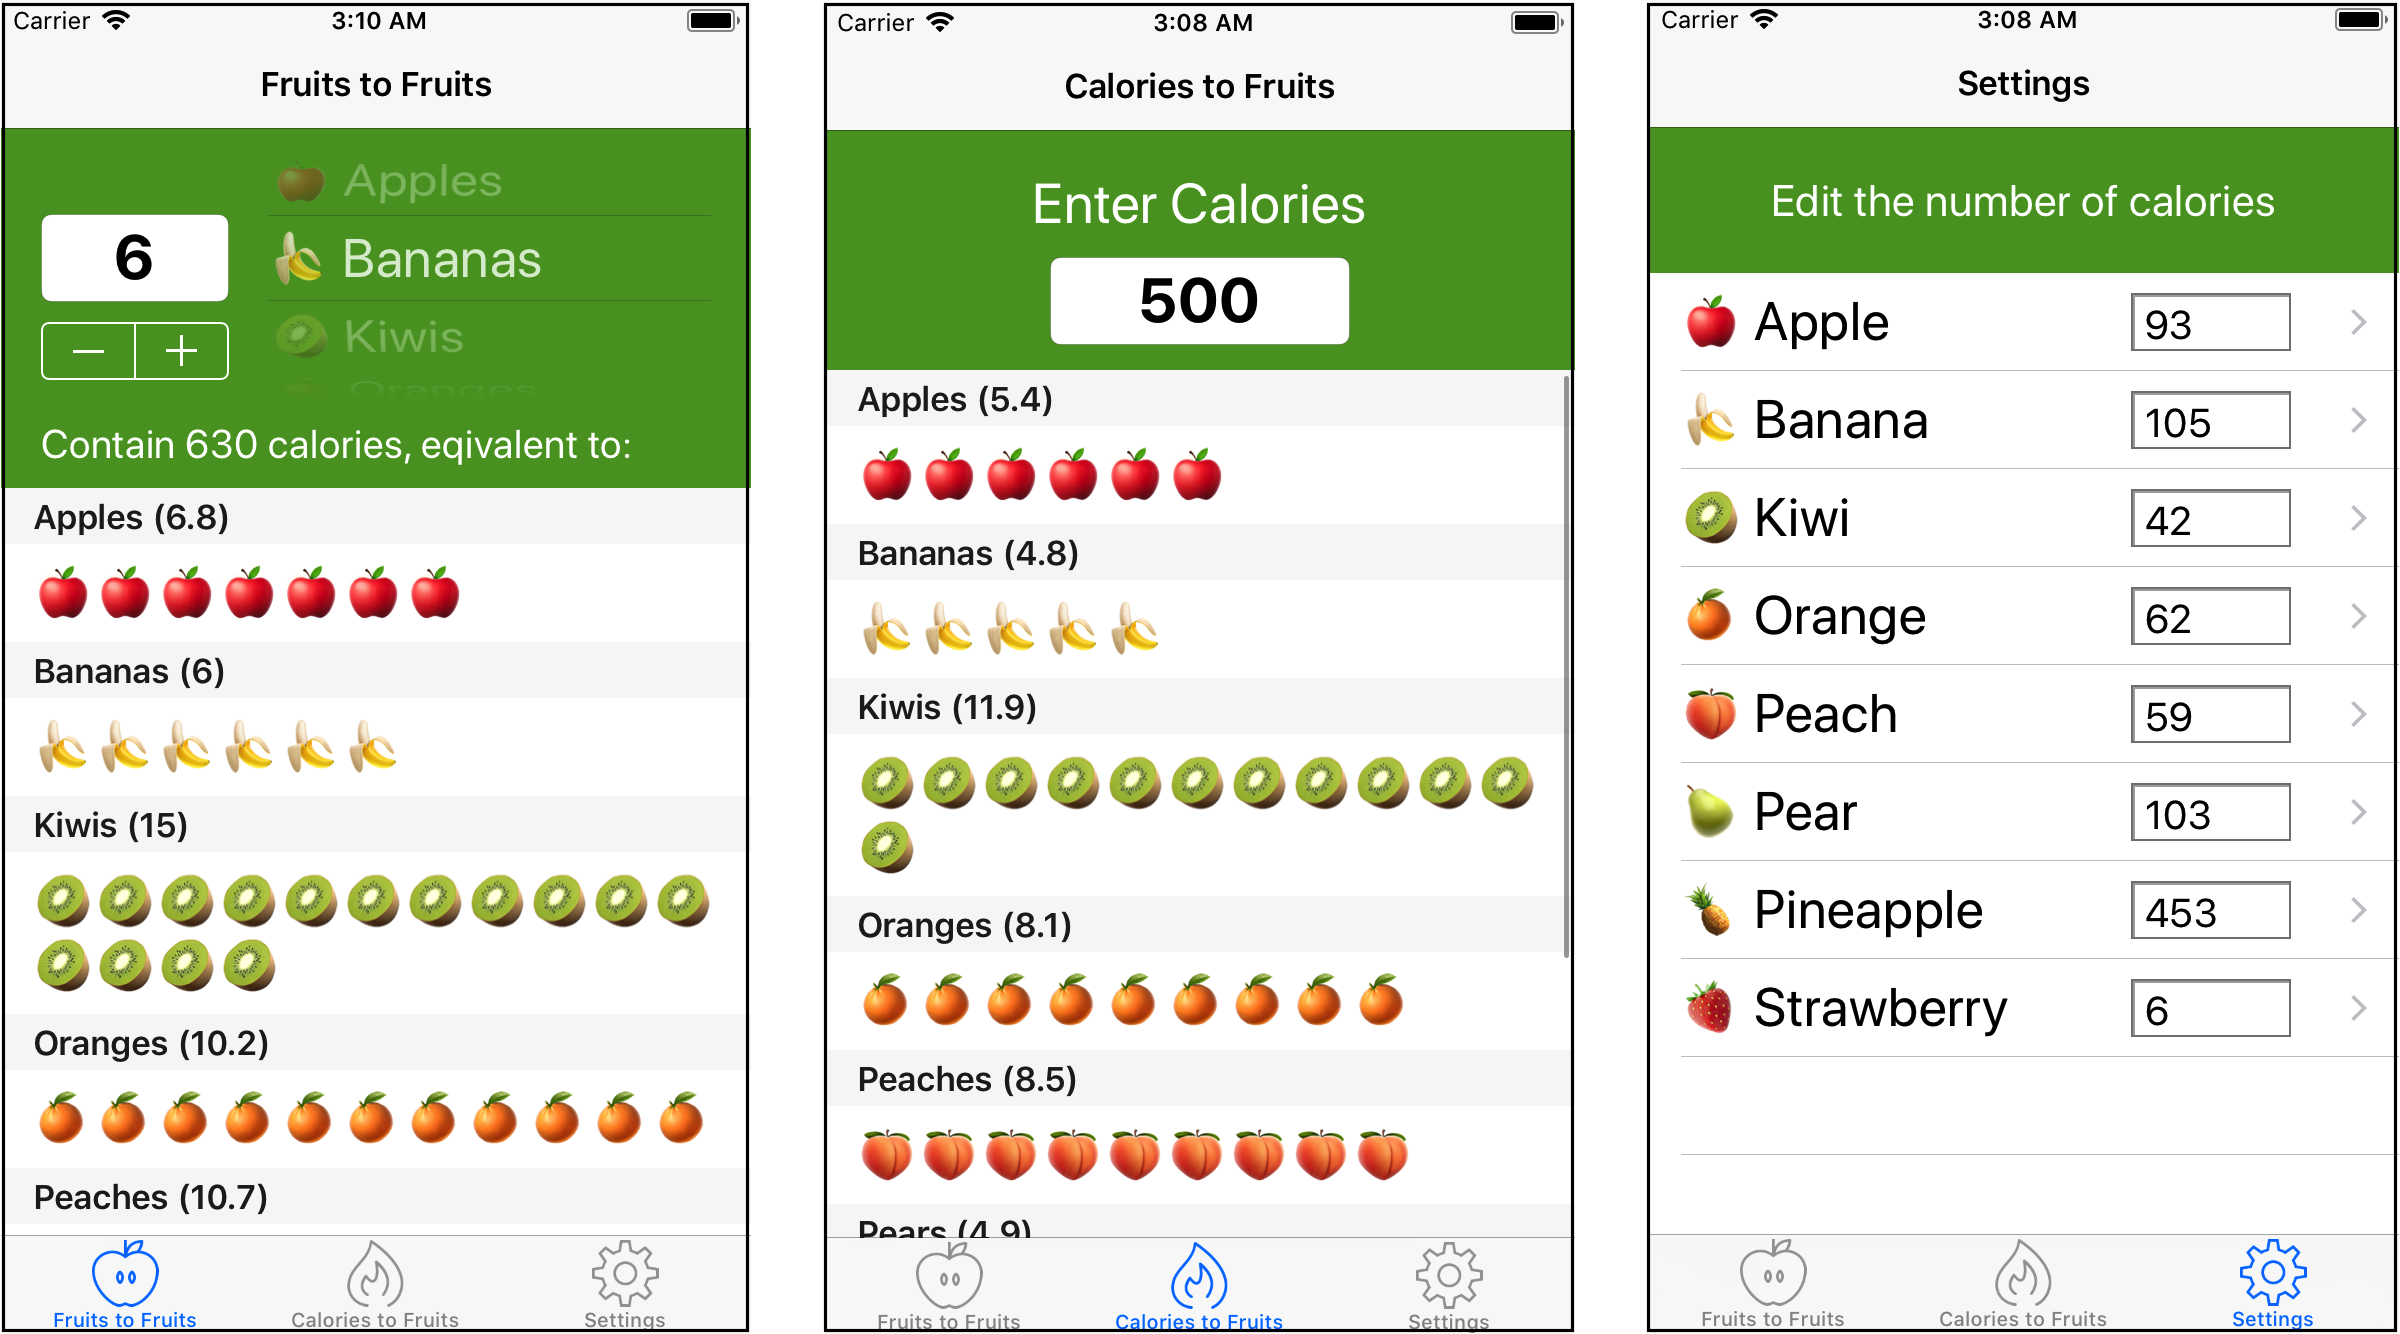 Carrier 3:10 AM
Fruits to Fruits
Apples
6
Bananas
Kiwis
Oranges
Contain 630 calories, eqivalent to:
Apples (6.8)
Bananas (6)
Kiwis (15)
Oranges (10.2)
Peaches (10.7)
Fruits to Fruits Calories to Fruits Settings
Carrier 3:08 AM
Calories to Fruits
Enter Calories
500
Apples (5.4)
Bananas (4.8)
Kiwis (11.9)
Oranges (8.1)
Peaches (8.5)
Pears (4.9)
Fruits to Fruits Calories to Fruits Settings
Carrier 3:08 AM
Settings
Edit the number of calories
Apple 93
Banana 105
Kiwi 42
Orange 62
Peach 59
Pear 103
Pineapple 453
Strawberry 6
Fruits to Fruits Calories to Fruits Settings